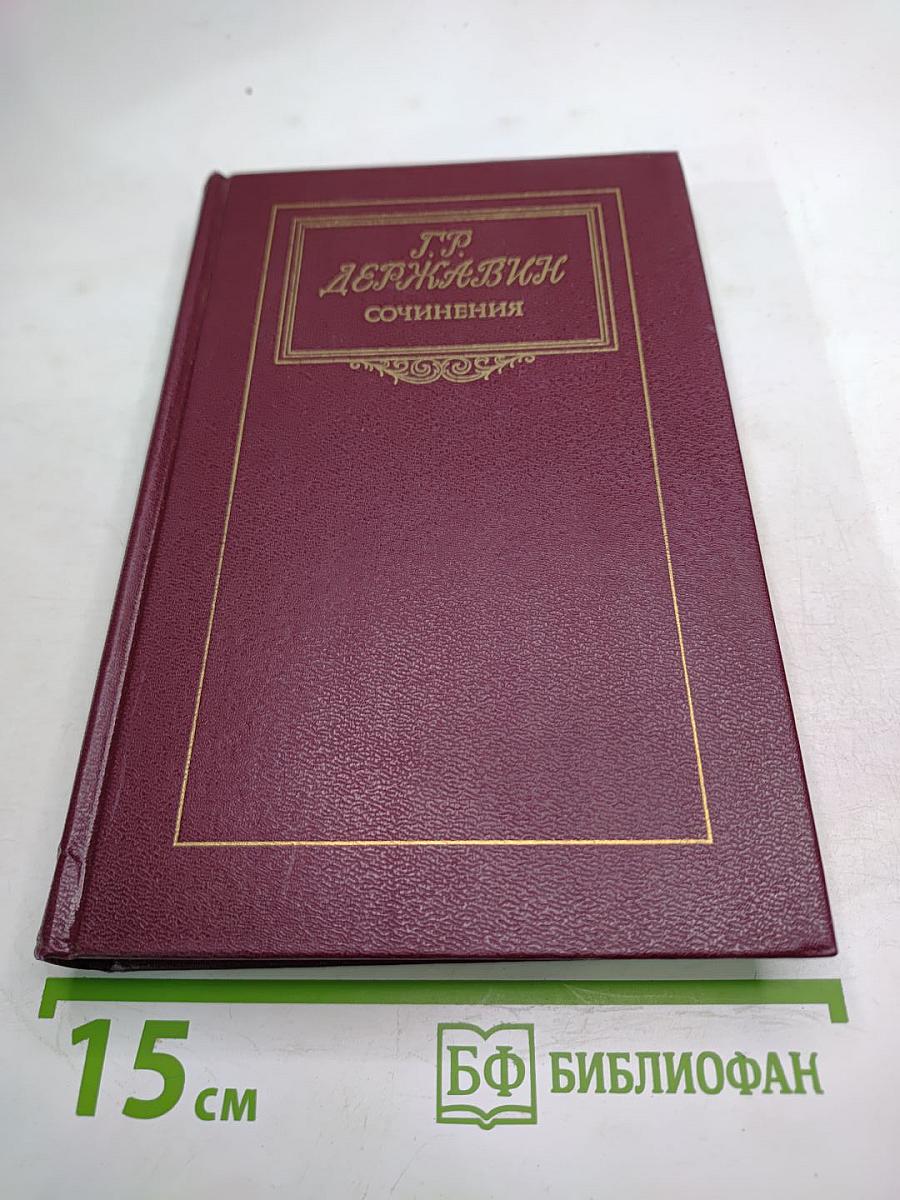 Г.Р.
ДЕРЖАВИН
СОЧИНЕНИЯ
15 см
БФ БИБЛИОФАН